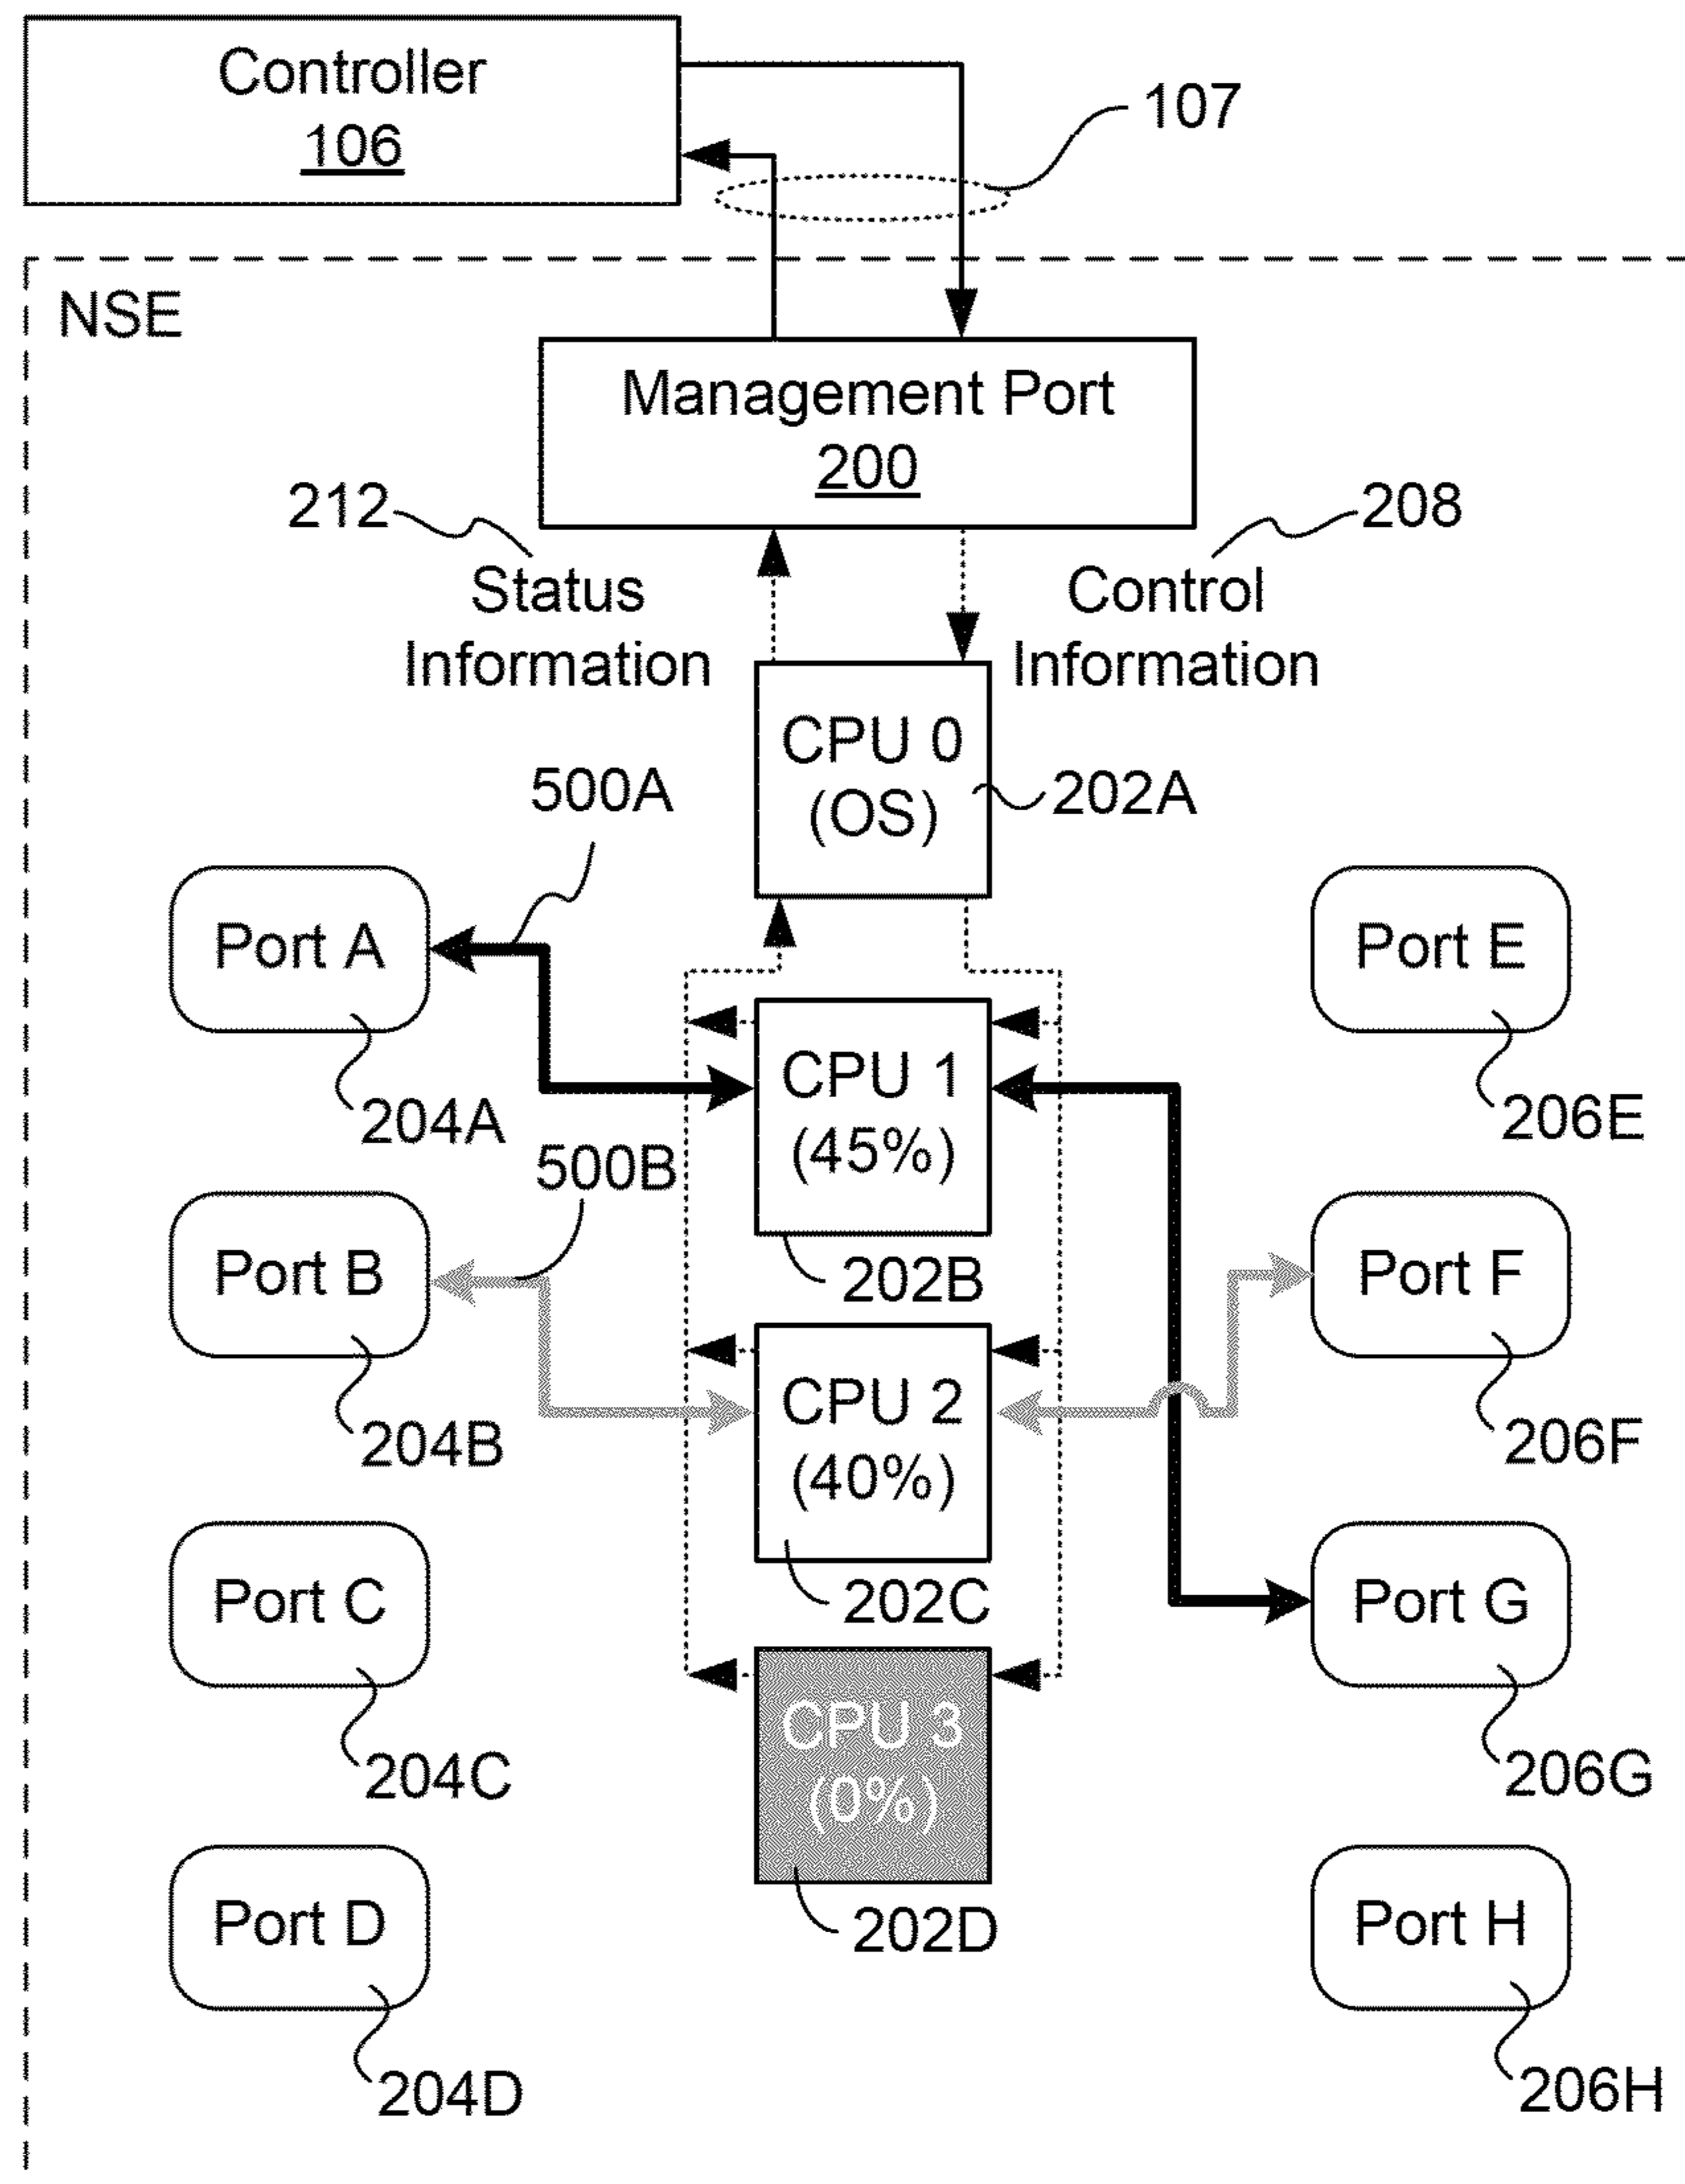 Controller
106
107
NSE
Management Port
200
212
208
Status
Information
Control
Information
CPU 0
(OS)
202A
500A
Port A
204A
Port E
206E
CPU 1
(45%)
202B
500B
Port B
204B
Port F
206F
CPU 2
(40%)
202C
Port C
204C
Port G
206G
CPU 3
(0%)
202D
Port D
204D
Port H
206H